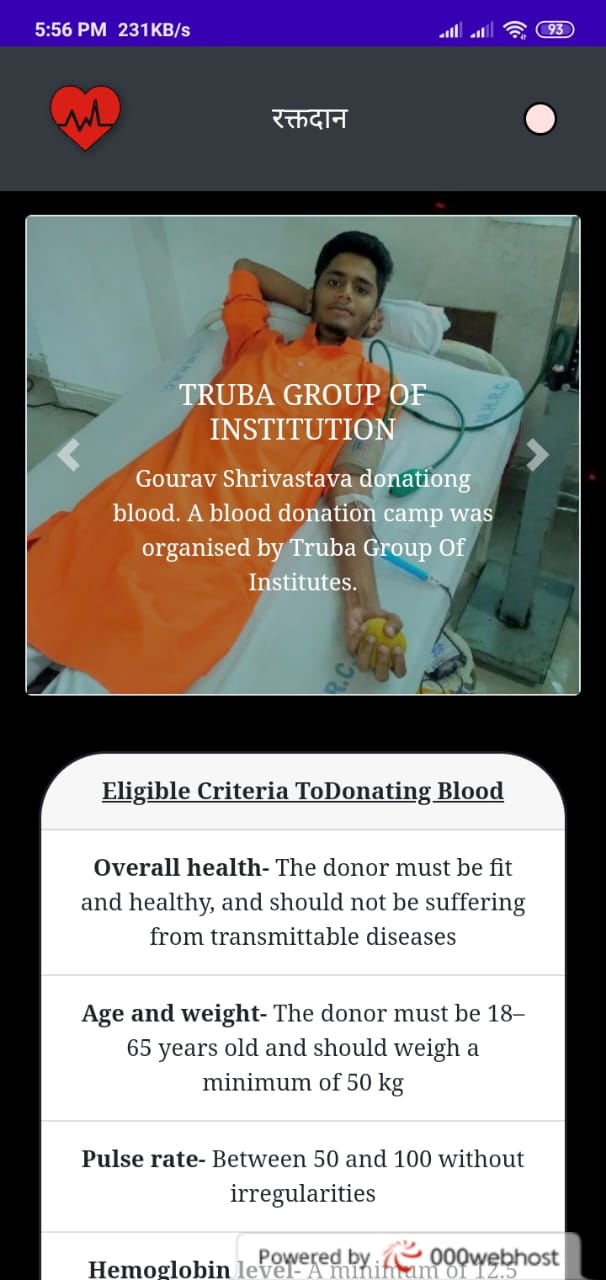 5:56 PM 231KB/s
93
रक्तदान
M.H.R.C
TRUBA GROUP OF
INSTITUTION
Gourav Shrivastava donationg
blood. A blood donation camp was
organised by Truba Group Of
Institutes.
R.C.
Eligible Criteria ToDonating Blood
Overall health- The donor must be fit
and healthy, and should not be suffering
from transmittable diseases
Age and weight- The donor must be 18–
65 years old and should weigh a
minimum of 50 kg
Pulse rate- Between 50 and 100 without
irregularities
Hemoglobin level- A minimum of 12.5
Powered by 000webhost